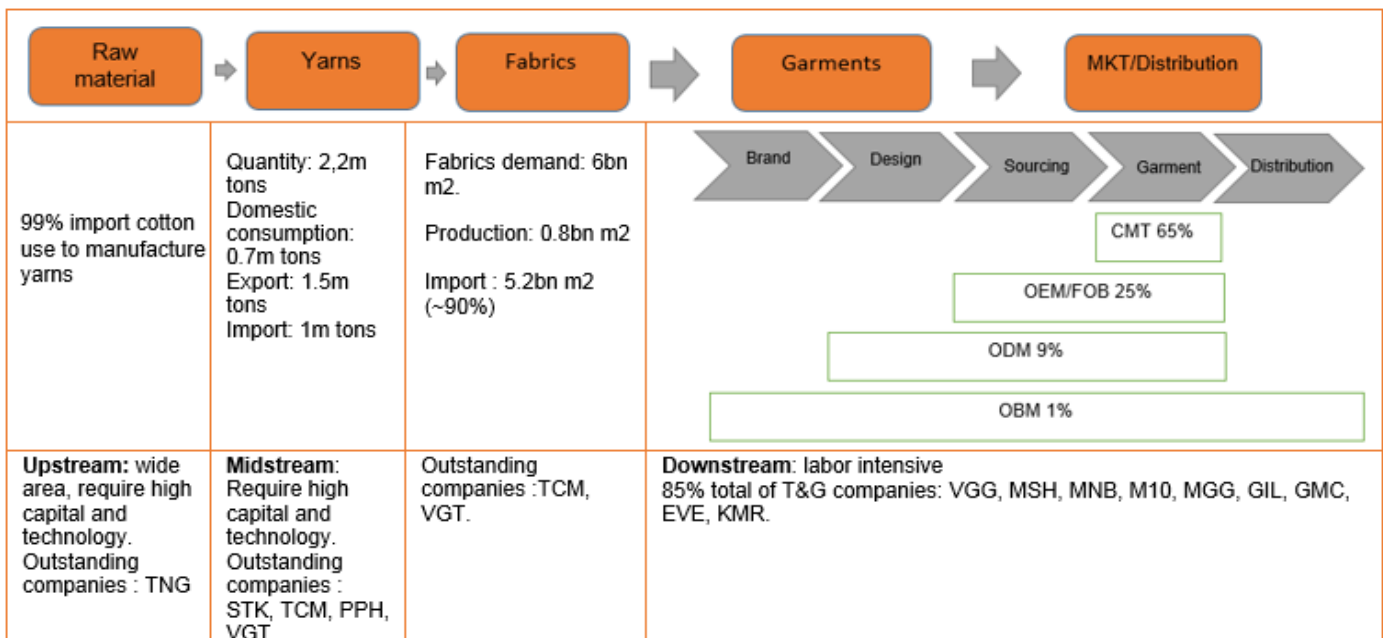 Raw
material
Yarns
Fabrics
Garments
MKT/Distribution
99% import cotton
use to manufacture
yarns
Quantity: 2,2m
tons
Domestic
consumption:
0.7m tons
Export: 1.5m
tons
Import: 1m tons
Fabrics demand: 6bn
m2.
Production: 0.8bn m2
Import : 5.2bn m2
(~90%)
Brand
Design
Sourcing
Garment
Distribution
CMT 65%
OEM/FOB 25%
ODM 9%
OBM 1%
Upstream: wide
area, require high
capital and
technology.
Outstanding
companies : TNG
Midstream:
Require high
capital and
technology.
Outstanding
companies :
STK, TCM, PPH,
VGT
Outstanding
companies :TCM,
VGT.
Downstream: labor intensive
85% total of T&G companies: VGG, MSH, MNB, M10, MGG, GIL, GMC,
EVE, KMR.